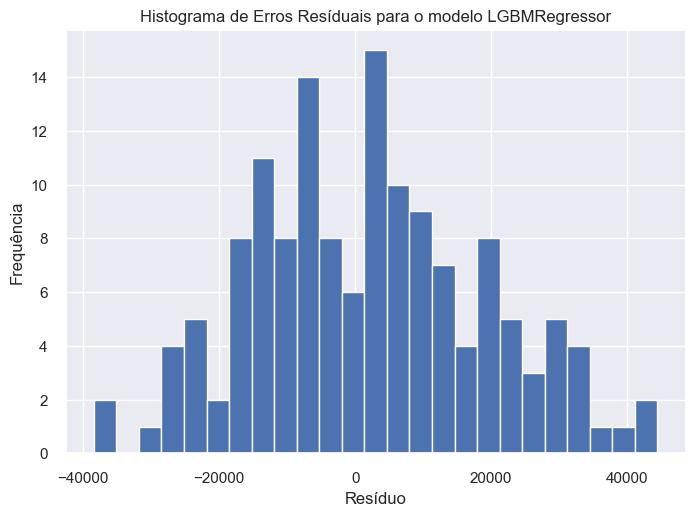 Histograma de Erros Resíduais para o modelo LGBMRegressor
14
12
10
8
6
4
2
0
Frequência
−40000 −20000 0 20000 40000
Resíduo